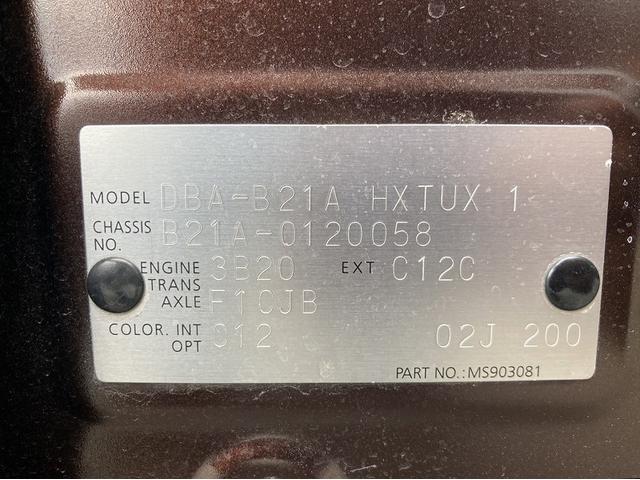 MODEL DBA-B21A HXTUX 1
CHASSIS NO. B21A-0120058
ENGINE 3B20 EXT C12C
TRANS AXLE F1CJB
COLOR. INT OPT C12 02J 200
PART NO.: MS903081